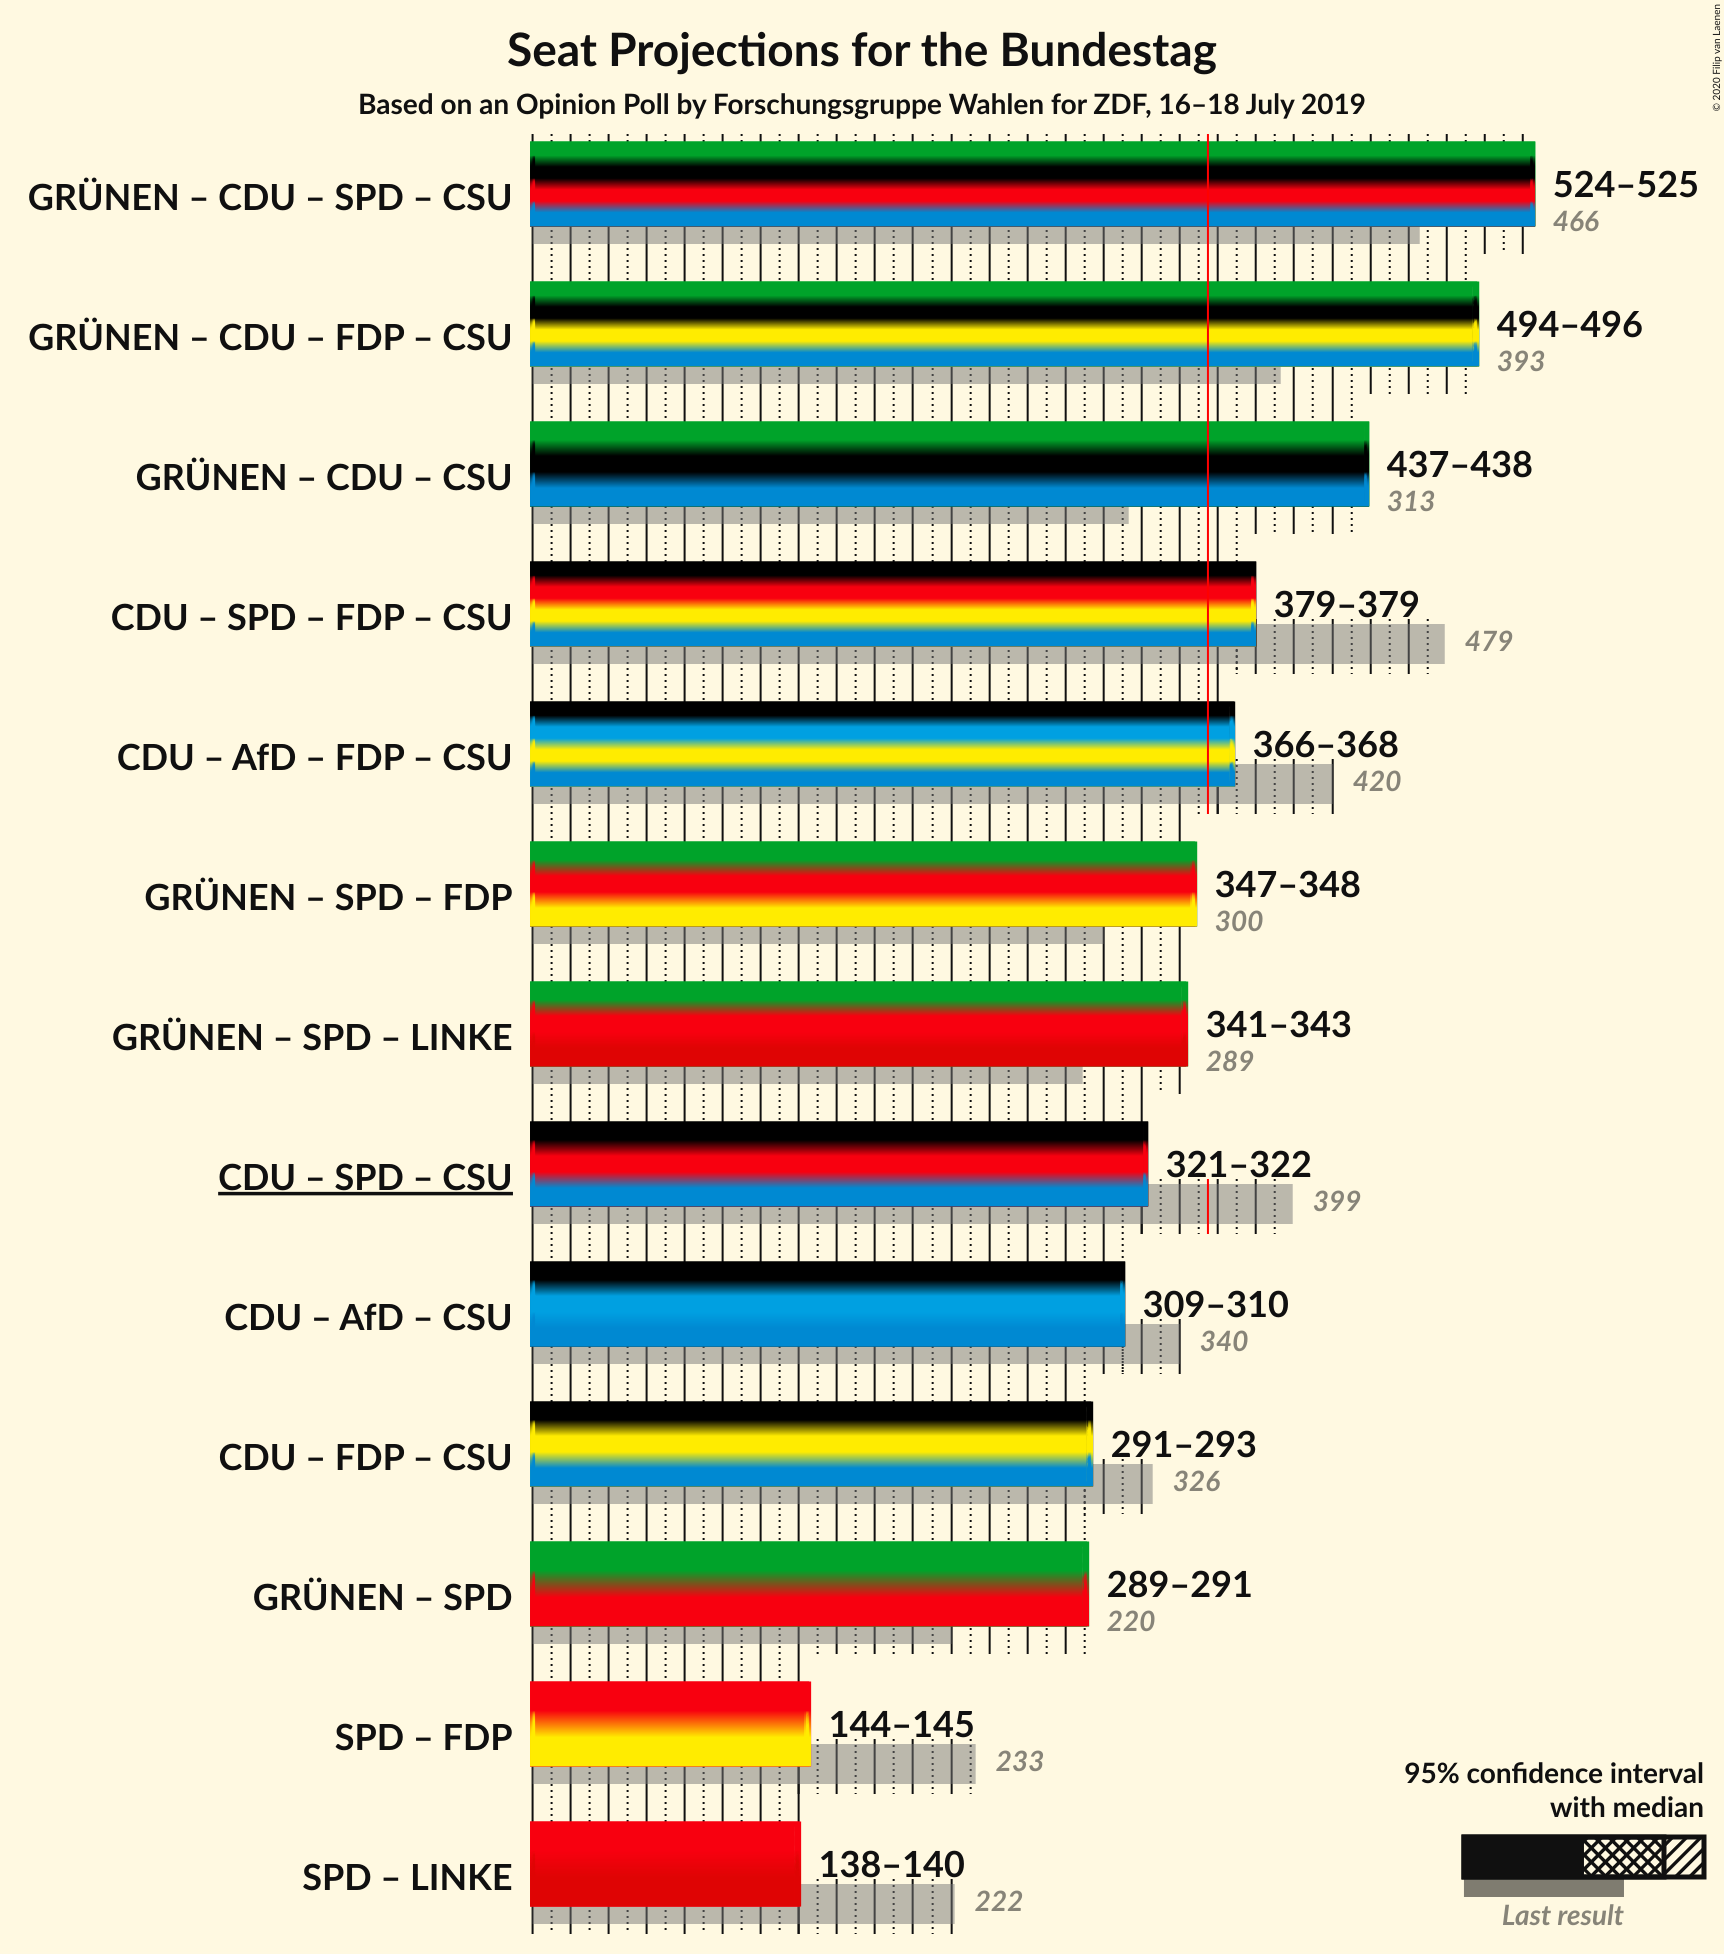 Seat Projections for the Bundestag
Based on an Opinion Poll by Forschungsgruppe Wahlen for ZDF, 16–18 July 2019
© 2020 Filip van Laenen
GRÜNEN – CDU – SPD – CSU
524–525
466
GRÜNEN – CDU – FDP – CSU
494–496
393
GRÜNEN – CDU – CSU
437–438
313
CDU – SPD – FDP – CSU
379–379
479
CDU – AfD – FDP – CSU
366–368
420
GRÜNEN – SPD – FDP
347–348
300
GRÜNEN – SPD – LINKE
341–343
289
CDU – SPD – CSU
321–322
399
CDU – AfD – CSU
309–310
340
CDU – FDP – CSU
291–293
326
GRÜNEN – SPD
289–291
220
SPD – FDP
144–145
233
SPD – LINKE
138–140
222
95% confidence interval
with median
Last result